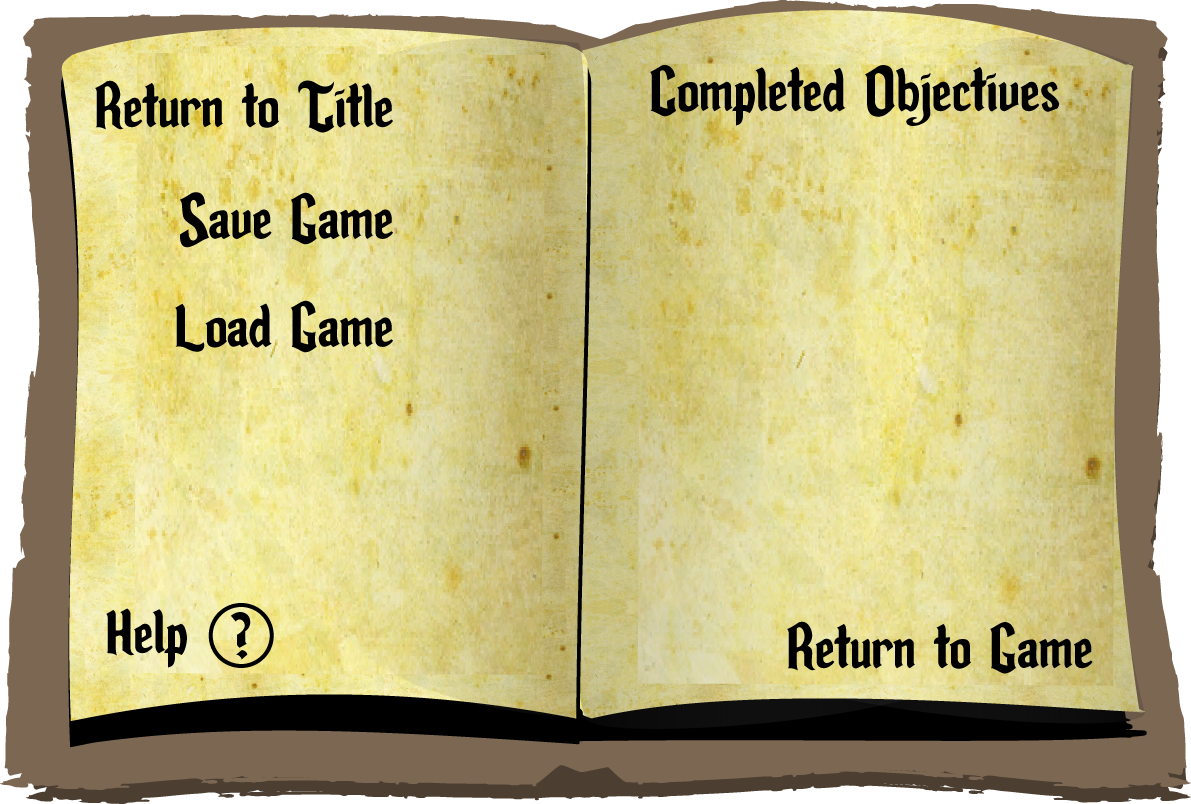 Return to Title
Save Game
Load Game
Help ?
Completed Objectives
Return to Game